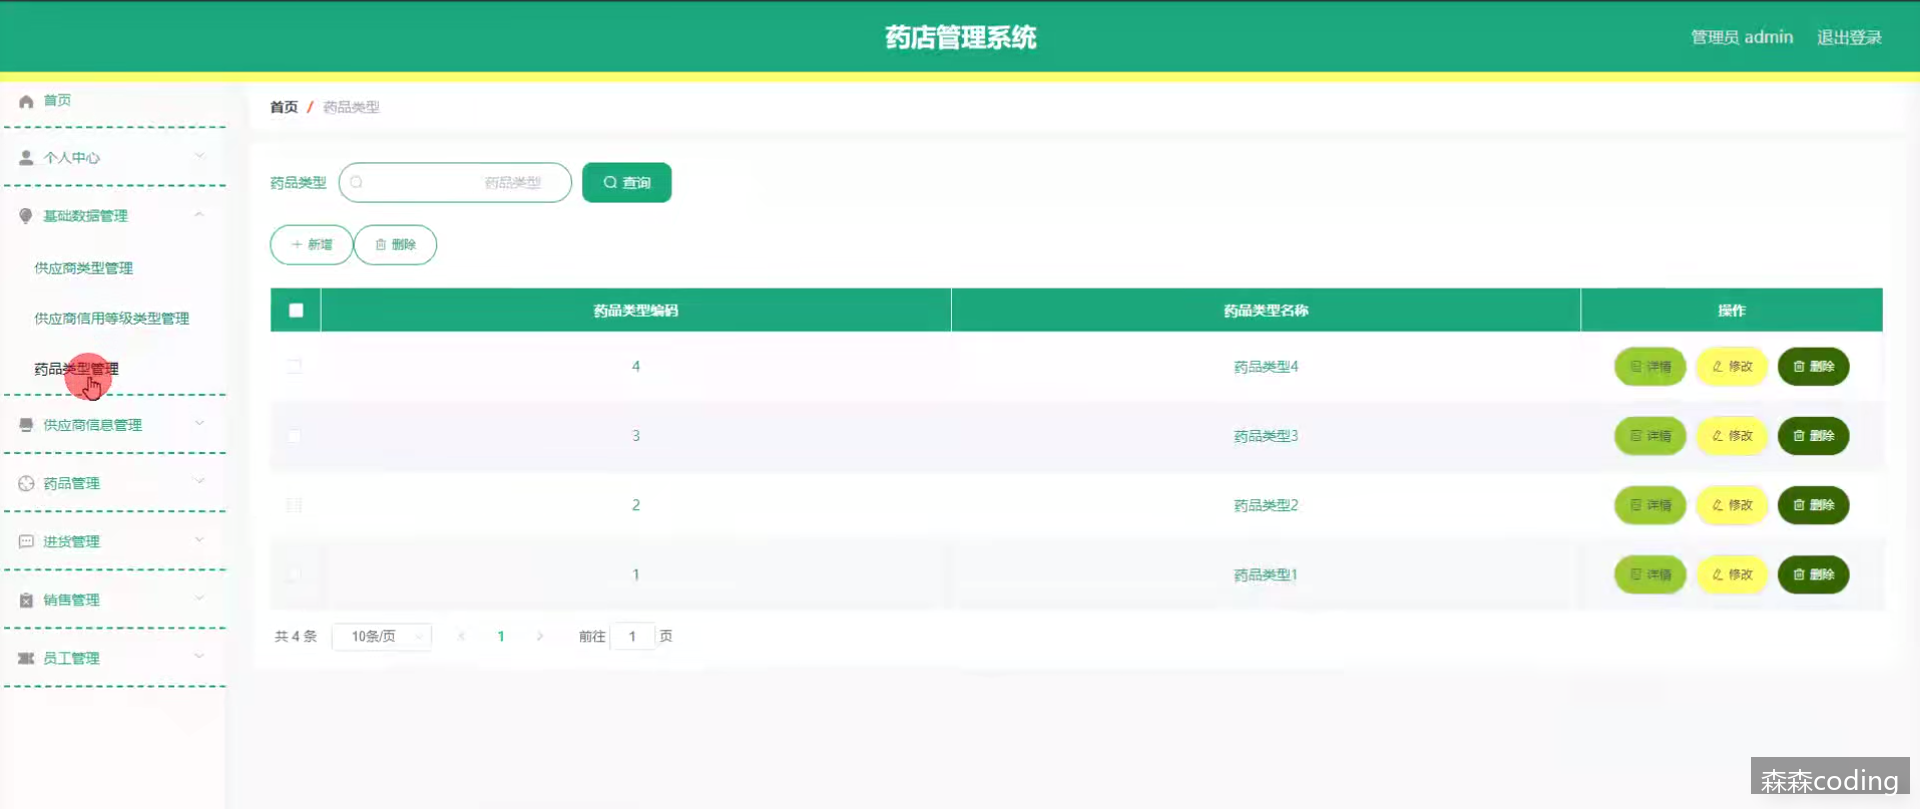 药店管理系统
管理员 admin 退出登录
首页
个人中心
基础数据管理
供应商类型管理
供应商信用等级类型管理
药品类型管理
供应商信息管理
药品管理
进货管理
销售管理
员工管理
首页 / 药品类型
药品类型 药品类型 查询
新增 删除
药品类型编码 药品类型名称 操作
4 药品类型4 详情 修改 删除
3 药品类型3 详情 修改 删除
2 药品类型2 详情 修改 删除
1 药品类型1 详情 修改 删除
共 4 条 10条/页 1 前往 1 页
森森coding